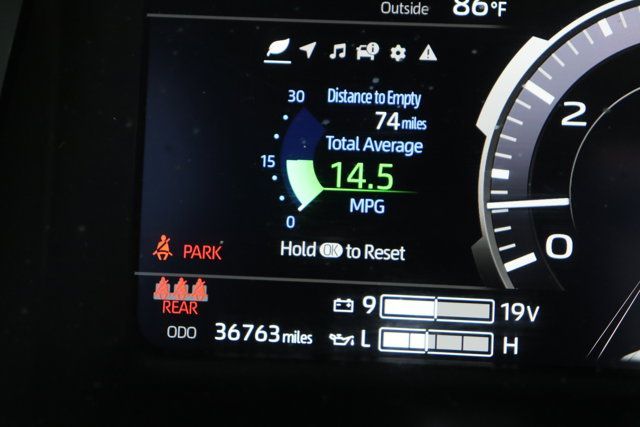 Outside 86°F
30 Distance to Empty
74 miles
Total Average
15 14.5
MPG
0
2
0
PARK
Hold OK to Reset
REAR
9 19V
ODO 36763 miles
L H